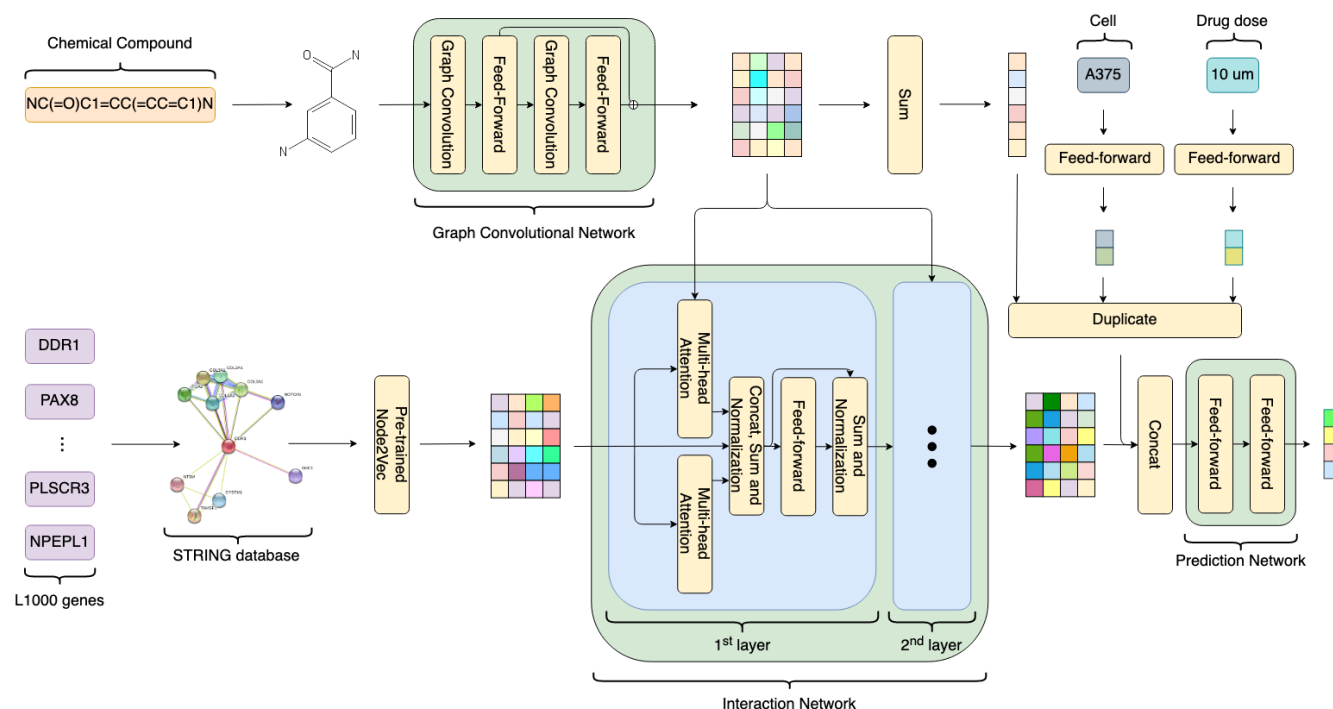 Chemical Compound
NC(=O)C1=CC(=CC=C1)N
O
N
N
Graph Convolution
Feed-Forward
Graph Convolution
Feed-Forward
Graph Convolutional Network
Sum
Cell
A375
Feed-forward
Drug dose
10 um
Feed-forward
Duplicate
DDR1
PAX8
⋮
PLSCR3
NPEPL1
L1000 genes
NOTCH1
DDR1
STRING database
Pre-trained
Node2Vec
Multi-head
Attention
Multi-head
Attention
Concat, Sum and
Normalization
Feed-forward
Sum and
Normalization
1st layer
2nd layer
Interaction Network
Concat
Feed-forward
Feed-forward
Prediction Network